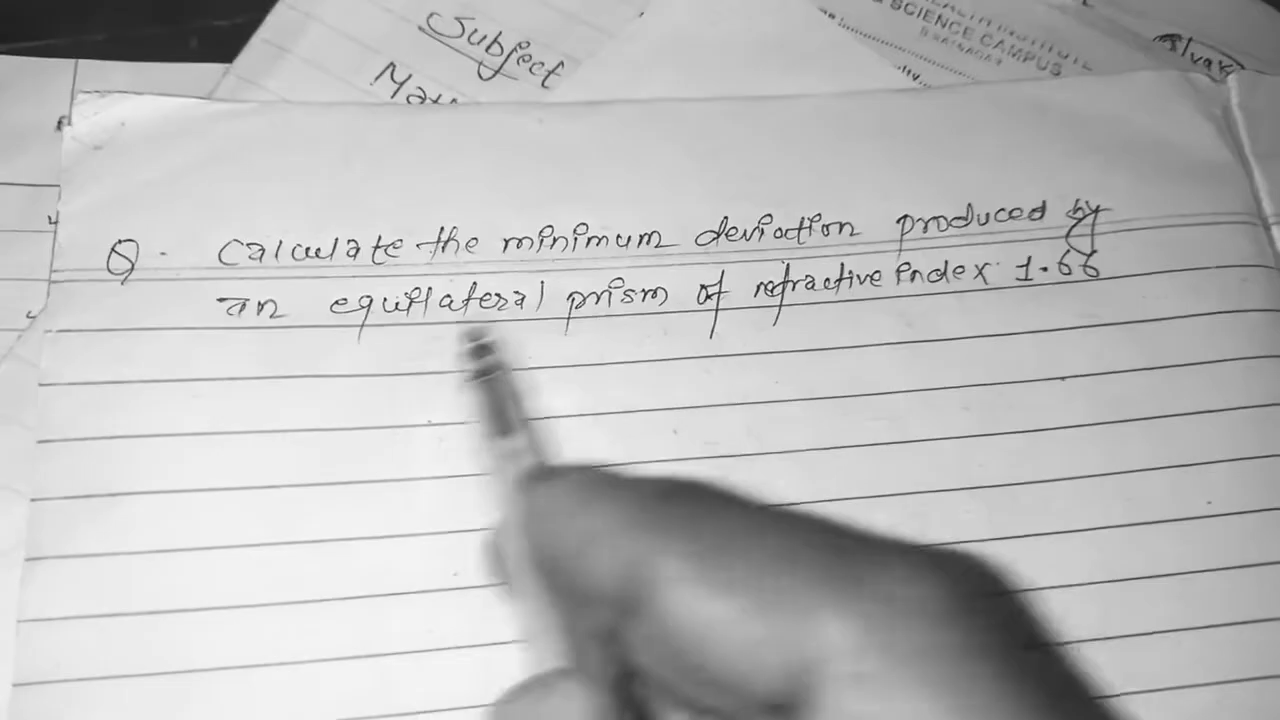 Subject
SCIENCE CAMPUS
Q. Calculate the minimum deviation produced by
an equilateral prism of refractive index 1.66